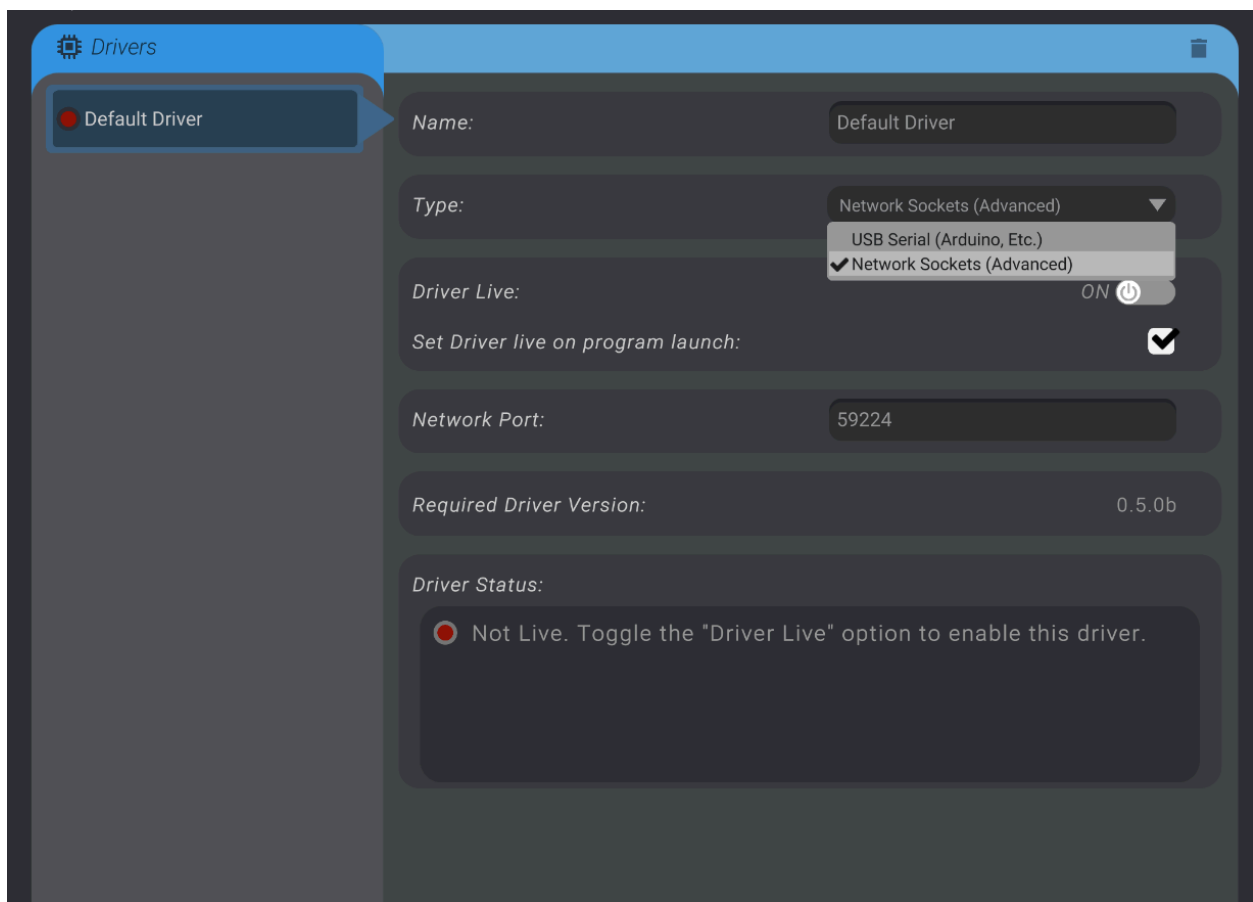 Drivers
Default Driver
Name:
Default Driver
Type:
Network Sockets (Advanced)
USB Serial (Arduino, Etc.)
Network Sockets (Advanced)
Driver Live:
ON
Set Driver live on program launch:
Network Port:
59224
Required Driver Version:
0.5.0b
Driver Status:
Not Live. Toggle the "Driver Live" option to enable this driver.